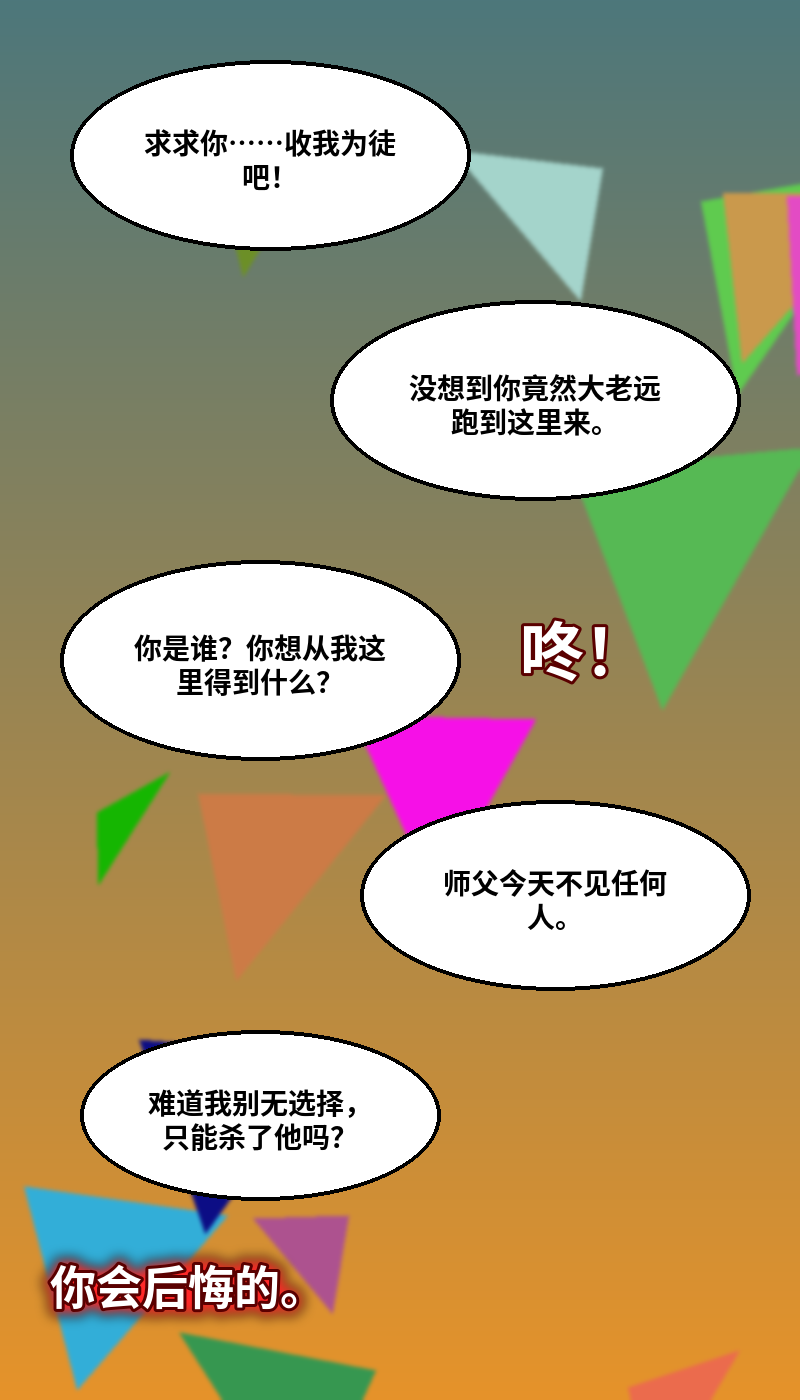 求求你……收我为徒
吧！
没想到你竟然大老远
跑到这里来。
你是谁？你想从我这
里得到什么？
咚！
师父今天不见任何
人。
难道我别无选择，
只能杀了他吗？
你会后悔的。